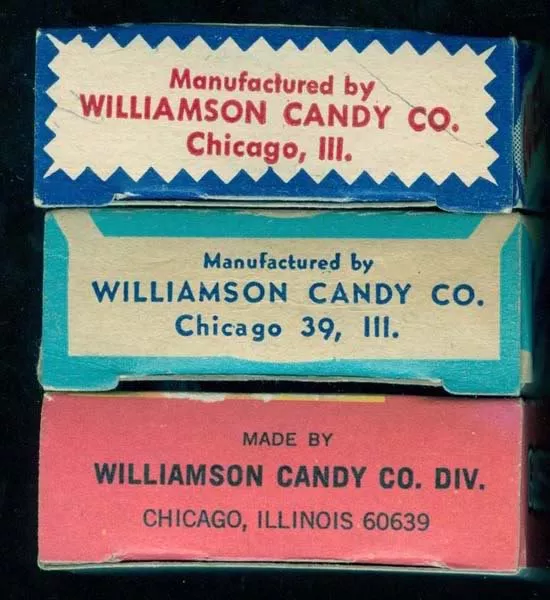 Manufactured by
WILLIAMSON CANDY CO.
Chicago, Ill.
Manufactured by
WILLIAMSON CANDY CO.
Chicago 39, Ill.
MADE BY
WILLIAMSON CANDY CO. DIV.
CHICAGO, ILLINOIS 60639